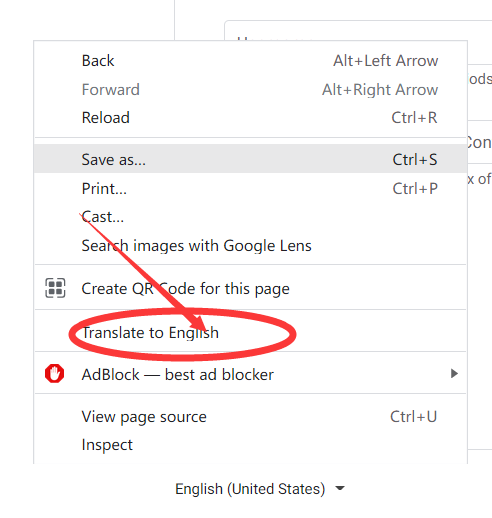 Back Alt+Left Arrow
Forward Alt+Right Arrow
Reload Ctrl+R
ods
Save as... Ctrl+S
Print... Ctrl+P
Cast...
Search images with Google Lens
Create QR Code for this page
Translate to English
AdBlock — best ad blocker
View page source Ctrl+U
Inspect
English (United States)